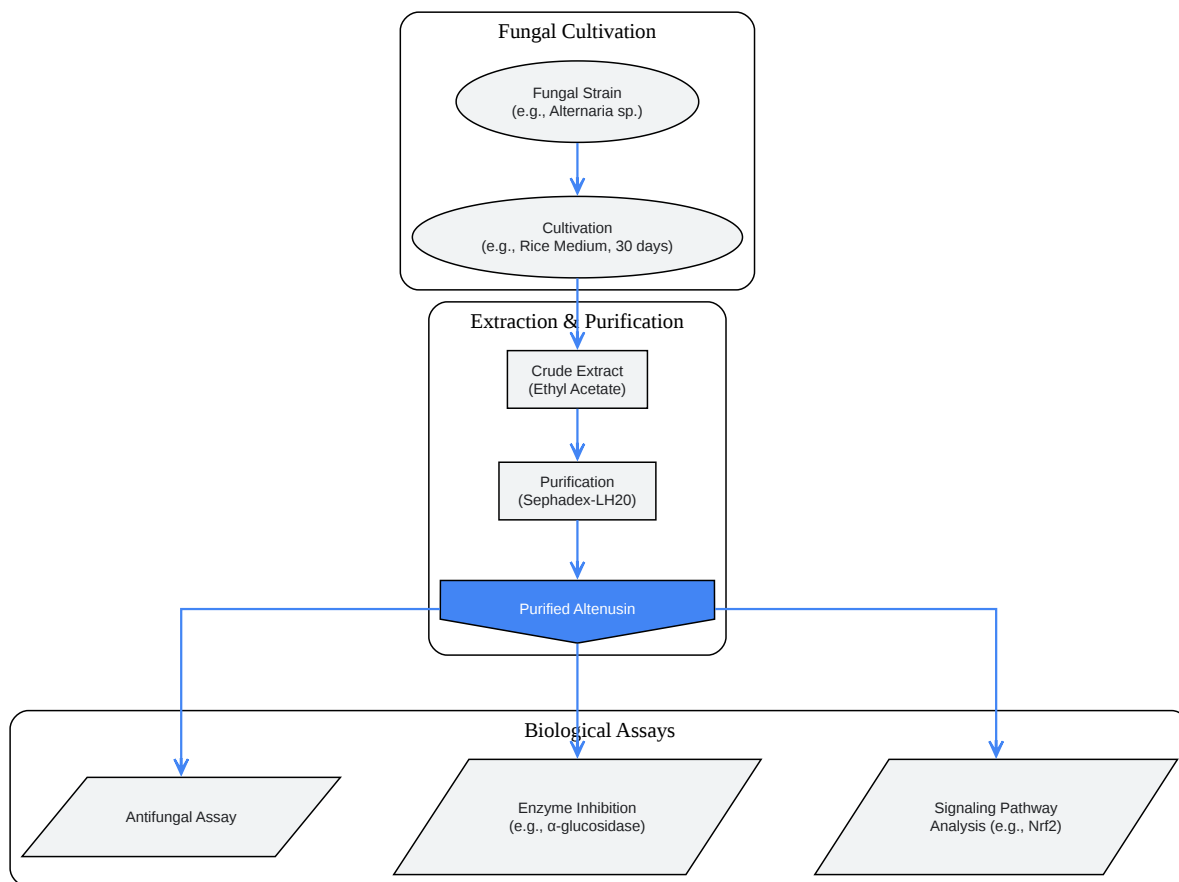 Fungal Cultivation
Fungal Strain
(e.g., Alternaria sp.)
Cultivation
(e.g., Rice Medium, 30 days)
Extraction & Purification
Crude Extract
(Ethyl Acetate)
Purification
(Sephadex-LH20)
Purified Altenusin
Biological Assays
Antifungal Assay
Enzyme Inhibition
(e.g., α-glucosidase)
Signaling Pathway
Analysis (e.g., Nrf2)